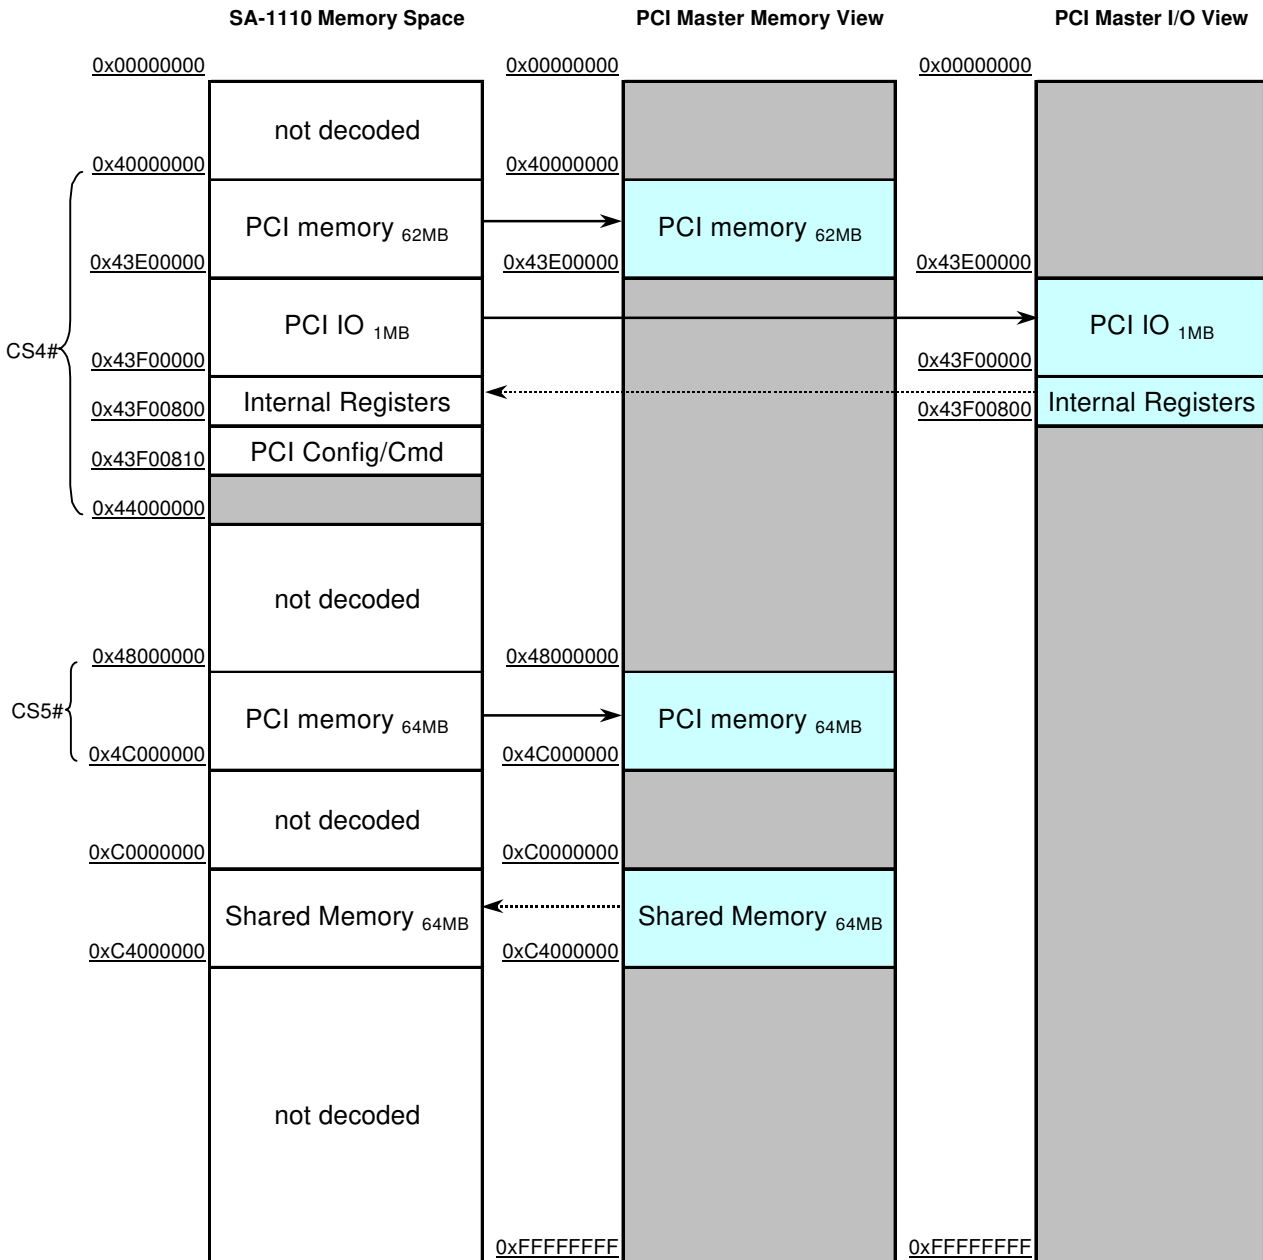 SA-1110 Memory Space PCI Master Memory View PCI Master I/O View
0x00000000 0x00000000 0x00000000
not decoded
0x40000000 0x40000000
PCI memory 62MB PCI memory 62MB
0x43E00000 0x43E00000 0x43E00000
PCI IO 1MB PCI IO 1MB
CS4#
0x43F00000 0x43F00000
Internal Registers Internal Registers
0x43F00800 0x43F00800
PCI Config/Cmd
0x43F00810
0x44000000
not decoded
0x48000000 0x48000000
CS5# PCI memory 64MB PCI memory 64MB
0x4C000000 0x4C000000
not decoded
0xC0000000 0xC0000000
Shared Memory 64MB Shared Memory 64MB
0xC4000000 0xC4000000
not decoded
0xFFFFFFFF 0xFFFFFFFF